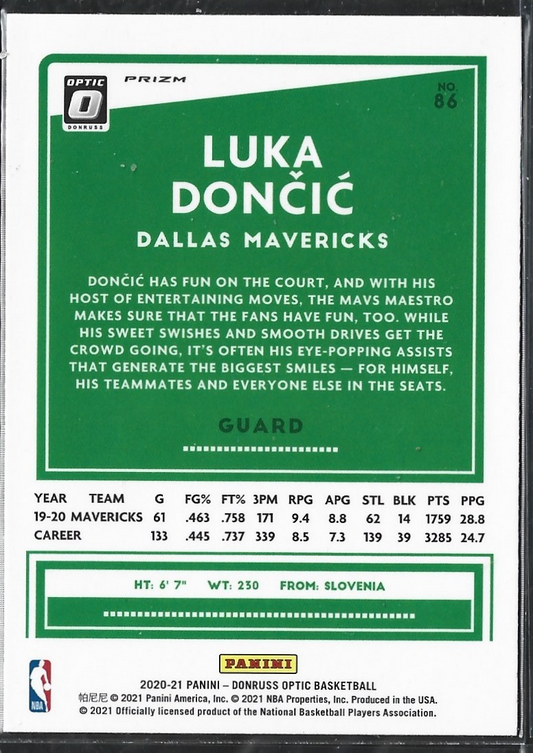 OPTIC
DONRUSS
PRIZM
NO.
86
LUKA
DONČIĆ
DALLAS MAVERICKS
DONČIĆ HAS FUN ON THE COURT, AND WITH HIS
HOST OF ENTERTAINING MOVES, THE MAVS MAESTRO
MAKES SURE THAT THE FANS HAVE FUN, TOO. WHILE
HIS SWEET SWISHES AND SMOOTH DRIVES GET THE
CROWD GOING, IT'S OFTEN HIS EYE-POPPING ASSISTS
THAT GENERATE THE BIGGEST SMILES — FOR HIMSELF,
HIS TEAMMATES AND EVERYONE ELSE IN THE SEATS.
GUARD
YEAR TEAM G FG% FT% 3PM RPG APG STL BLK PTS PPG
19-20 MAVERICKS 61 .463 .758 171 9.4 8.8 62 14 1759 28.8
CAREER 133 .445 .737 339 8.5 7.3 139 39 3285 24.7
HT: 6' 7" WT: 230 FROM: SLOVENIA
PANINI
NBA
2020-21 PANINI – DONRUSS OPTIC BASKETBALL
帕尼尼 © 2021 Panini America, Inc. © 2021 NBA Properties, Inc. Produced in the USA.
© 2021 Officially licensed product of the National Basketball Players Association.